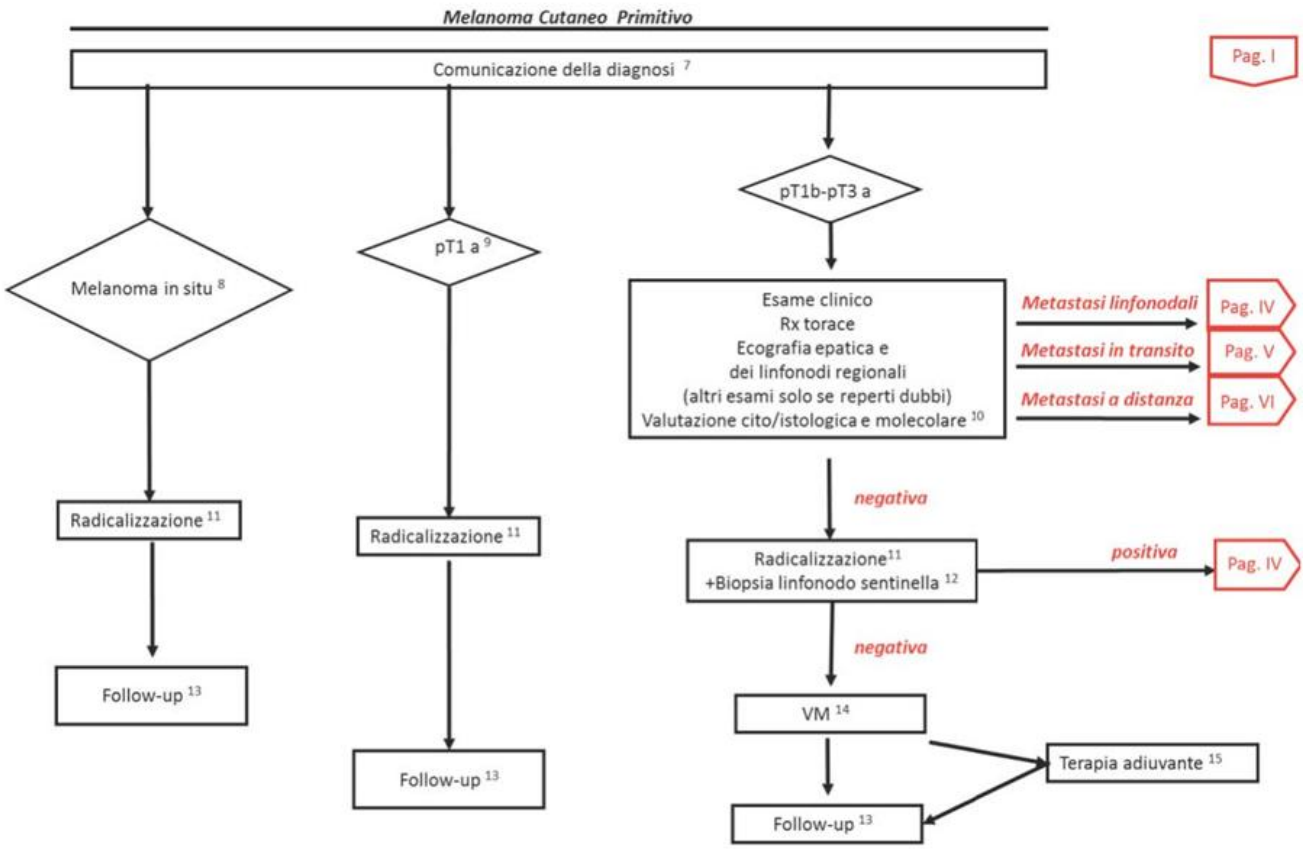 Melanoma Cutaneo Primitivo
Comunicazione della diagnosi 7
Pag. I
Melanoma in situ 8
Radicalizzazione 11
Follow-up 13
pT1 a 9
Radicalizzazione 11
Follow-up 13
pT1b-pT3 a
Esame clinico
Rx torace
Ecografia epatica e
dei linfonodi regionali
(altri esami solo se reperti dubbi)
Valutazione cito/istologica e molecolare 10
Metastasi linfonodali
Pag. IV
Metastasi in transito
Pag. V
Metastasi a distanza
Pag. VI
negativa
Radicalizzazione11
+Biopsia linfonodo sentinella 12
positiva
Pag. IV
negativa
VM 14
Terapia adiuvante 15
Follow-up 13